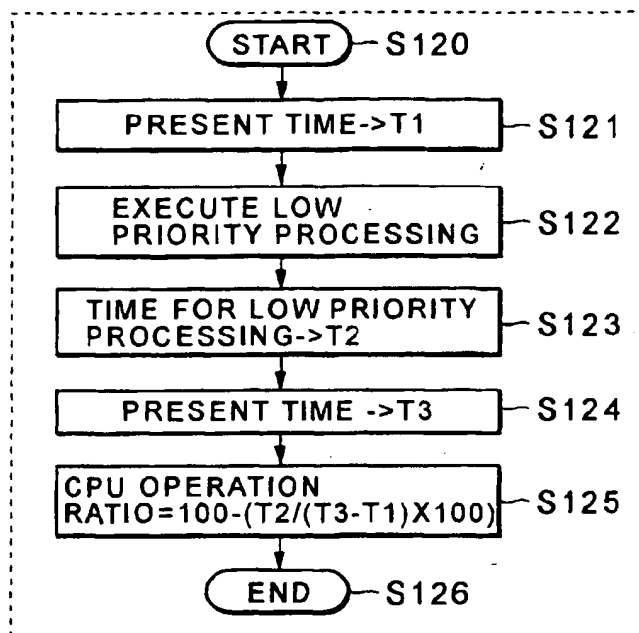 START S120
PRESENT TIME->T1 S121
EXECUTE LOW
PRIORITY PROCESSING S122
TIME FOR LOW PRIORITY
PROCESSING->T2 S123
PRESENT TIME ->T3 S124
CPU OPERATION
RATIO=100-(T2/(T3-T1)X100) S125
END S126